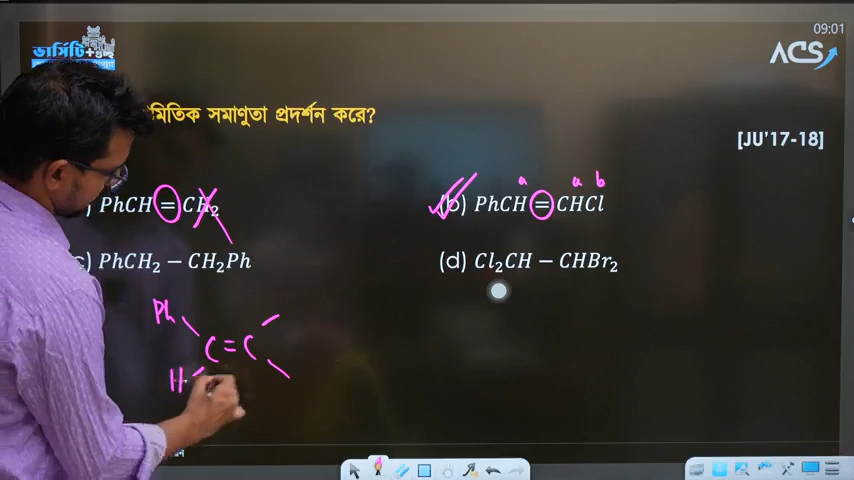 09:01
ভার্সিটি+
ACS
মিতিক সমাণুতা প্রদর্শন করে?
[JU'17-18]
a a b
) PhCH = CH₂ (b) PhCH = CHCl
c) PhCH₂ − CH₂Ph (d) Cl₂CH − CHBr₂
Ph
C = C
H